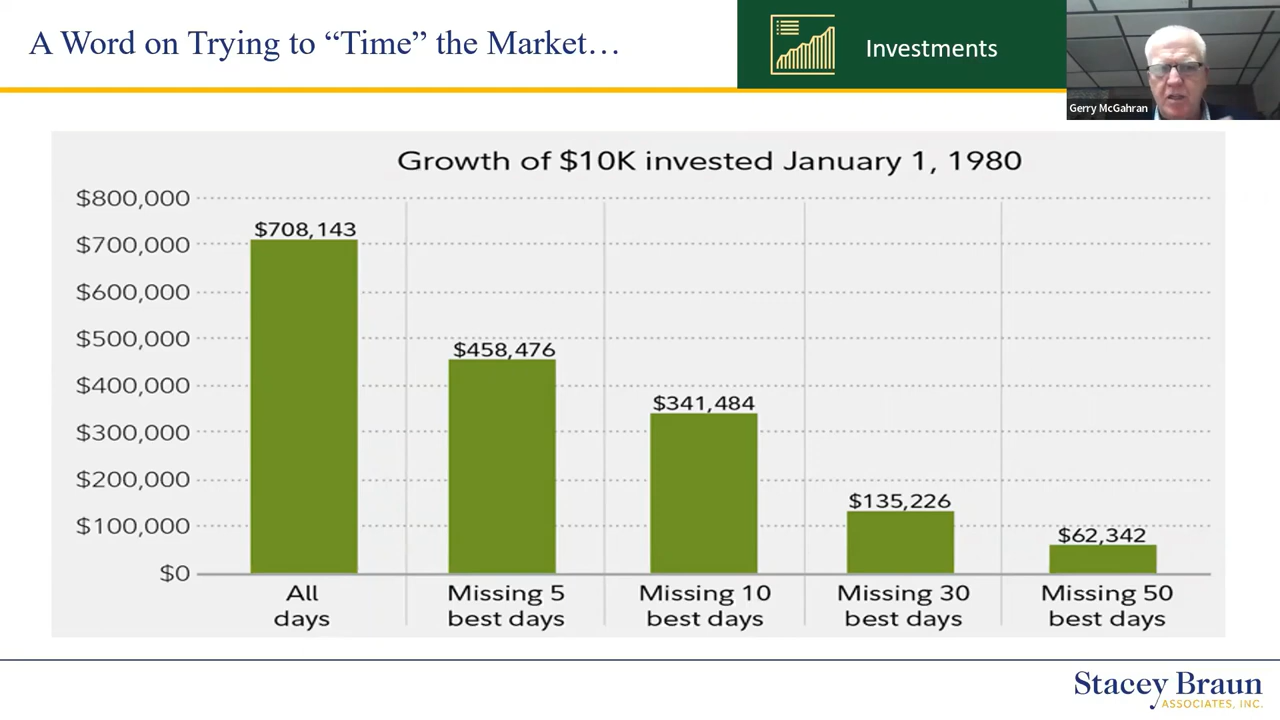 A Word on Trying to “Time” the Market…
Investments
Gerry McGahran
Growth of $10K invested January 1, 1980
$800,000
$700,000
$600,000
$500,000
$400,000
$300,000
$200,000
$100,000
$0
$708,143
$458,476
$341,484
$135,226
$62,342
All
days
Missing 5
best days
Missing 10
best days
Missing 30
best days
Missing 50
best days
Stacey Braun
ASSOCIATES, INC.